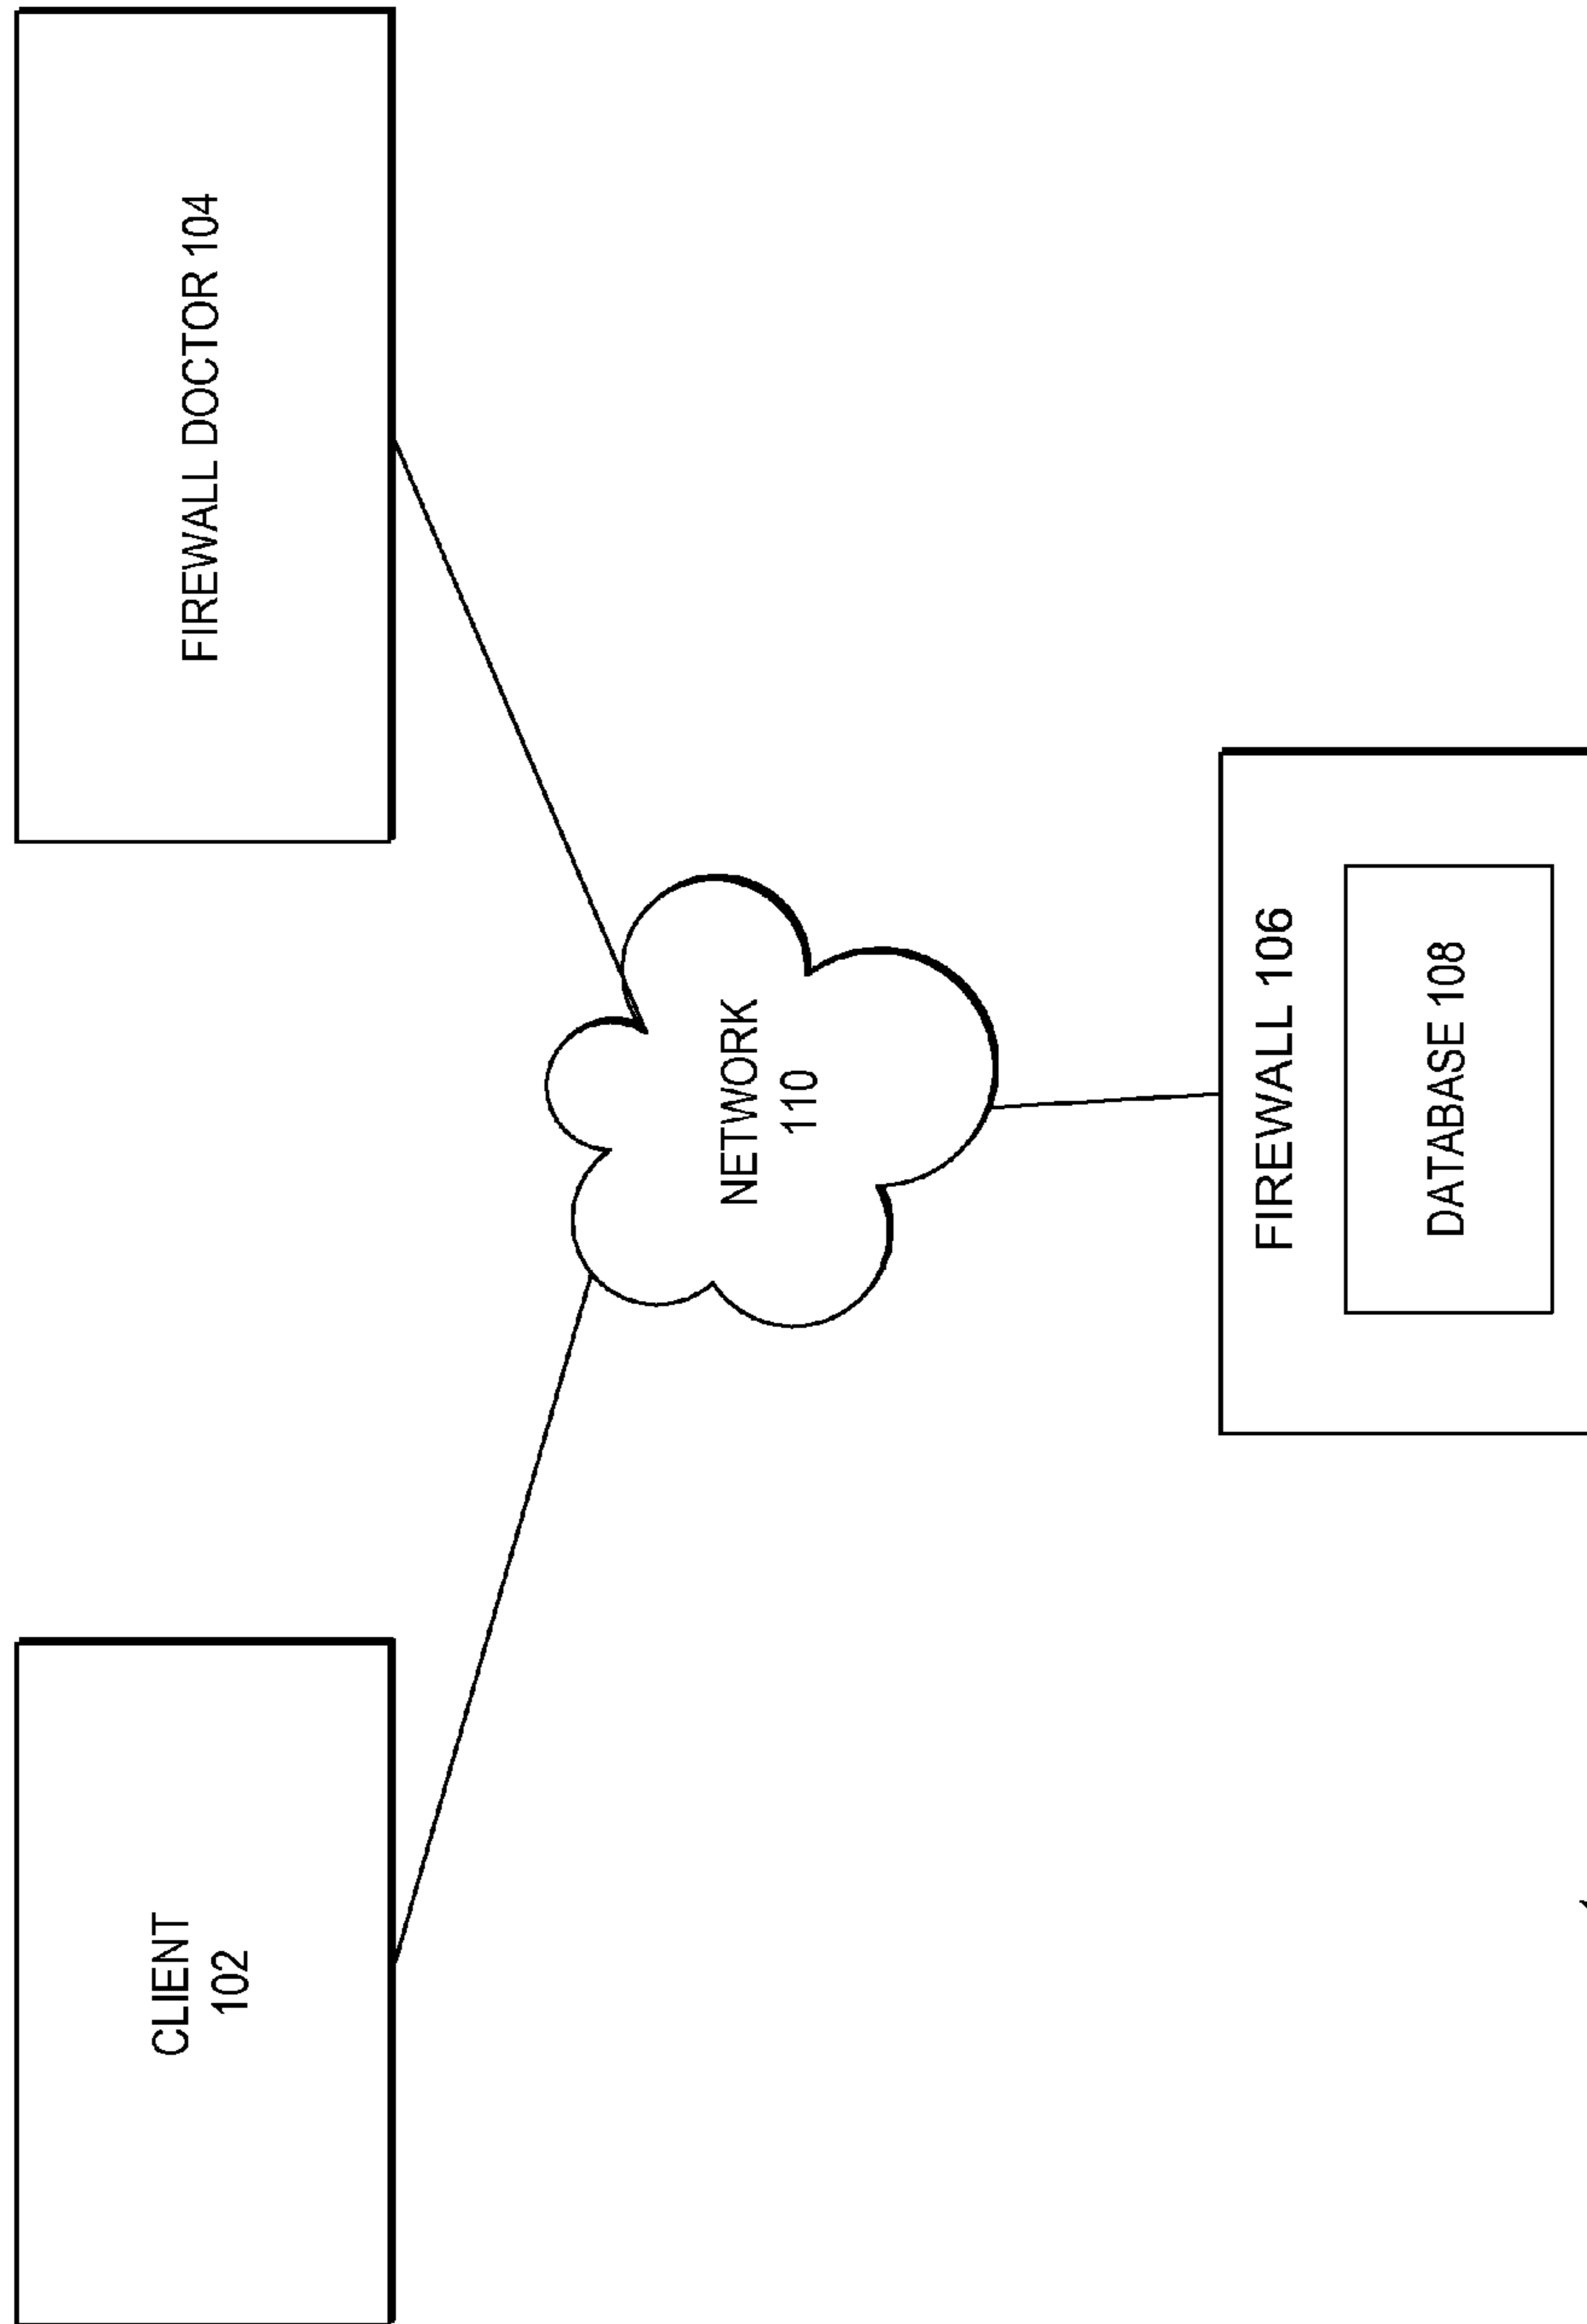 CLIENT
102
FIREWALL DOCTOR 104
NETWORK
110
FIREWALL 106
DATABASE 108